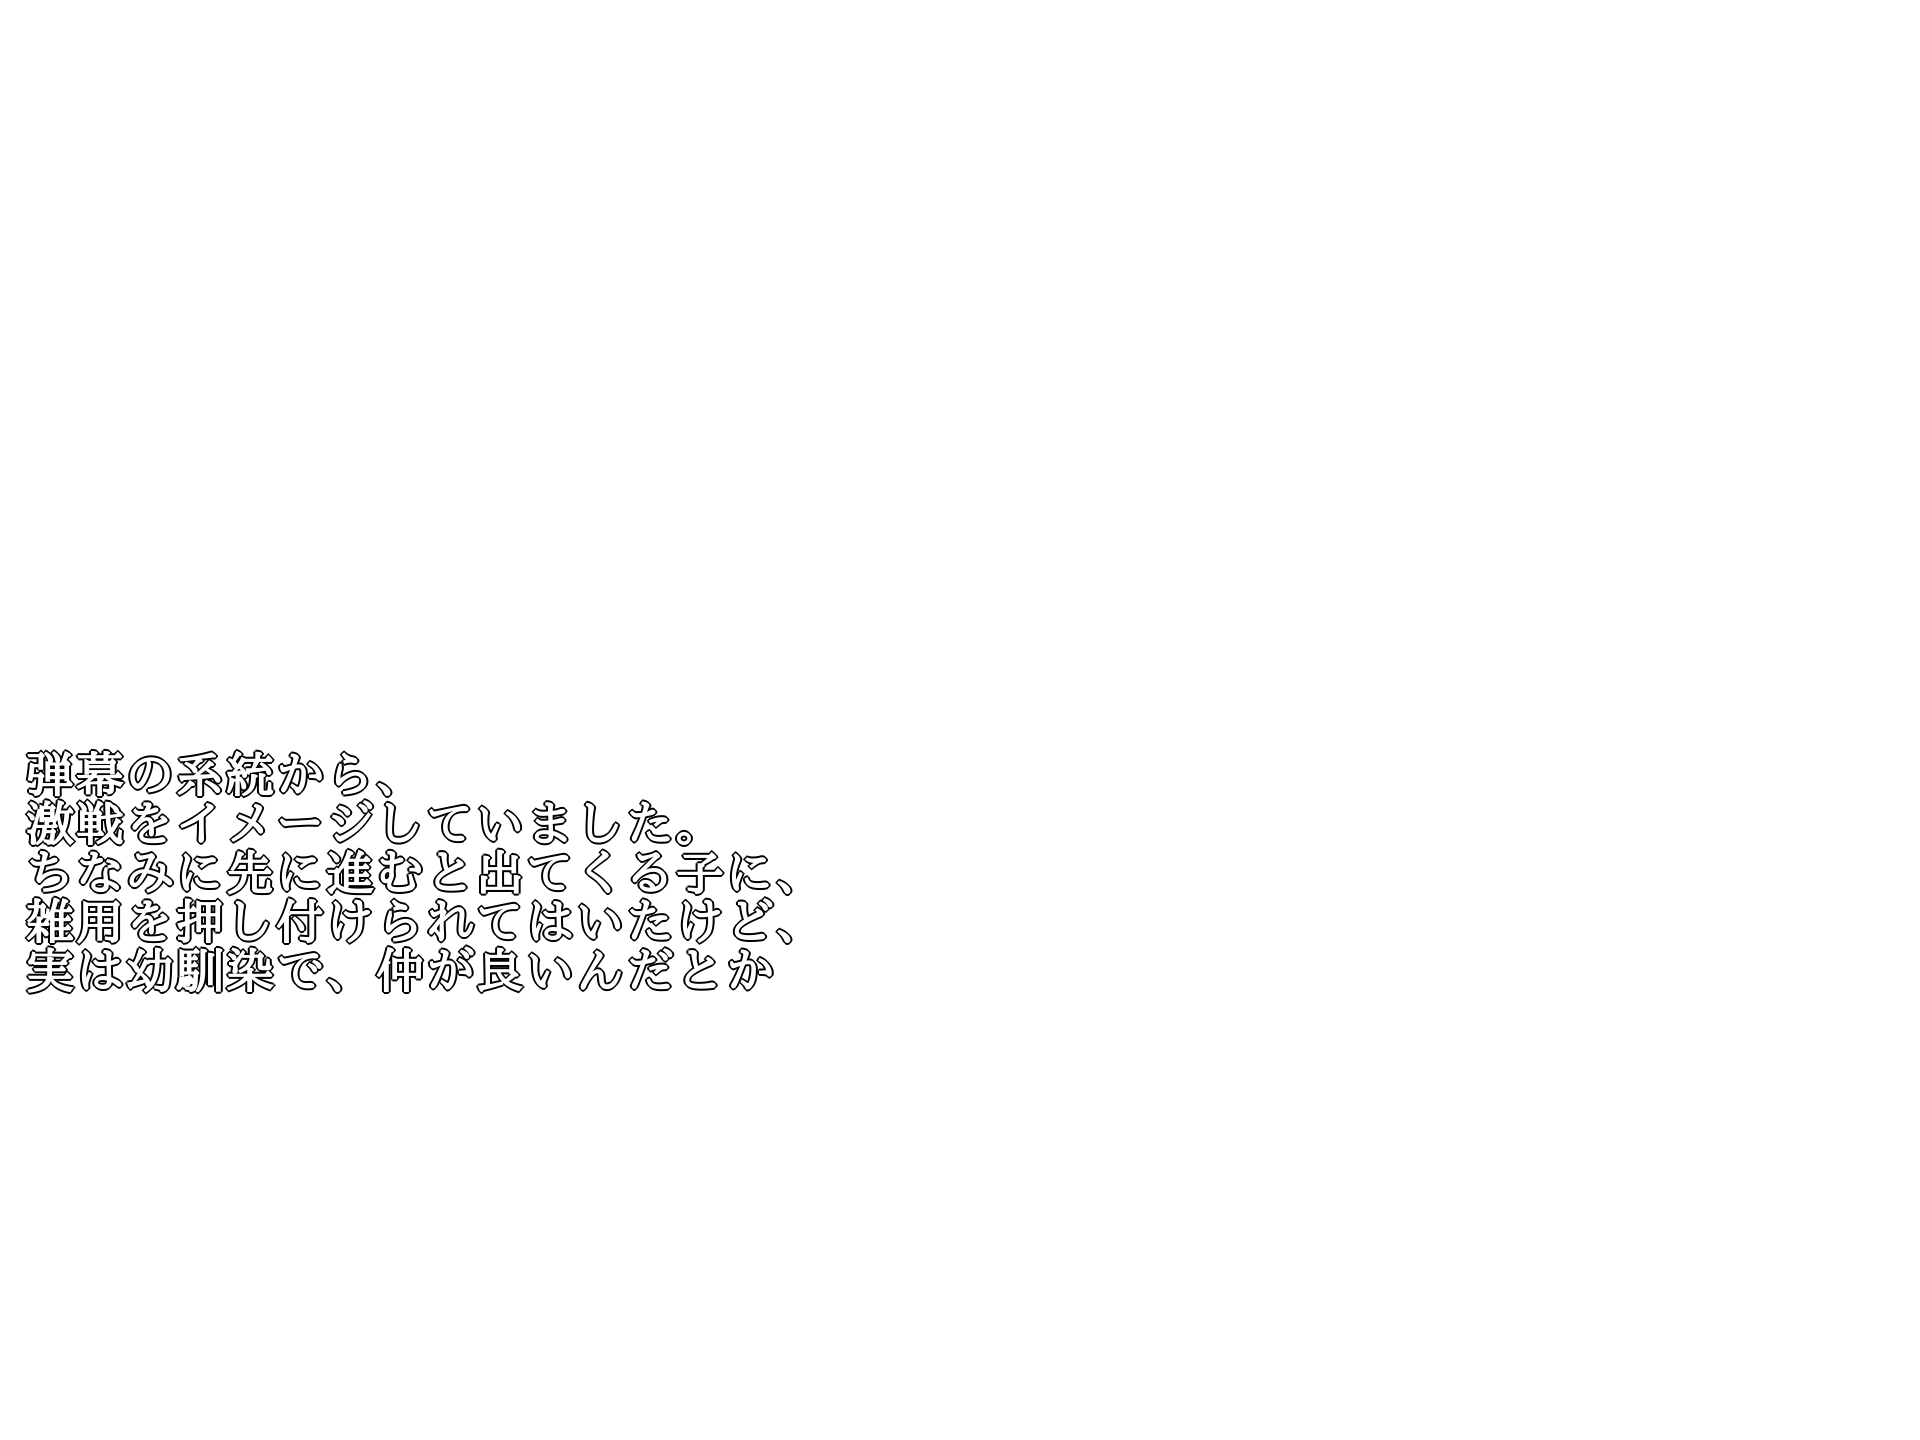 弾幕の系統から、
激戦をイメージしていました。
ちなみに先に進むと出てくる子に、
雑用を押し付けられてはいたけど、
実は幼馴染で、仲が良いんだとか